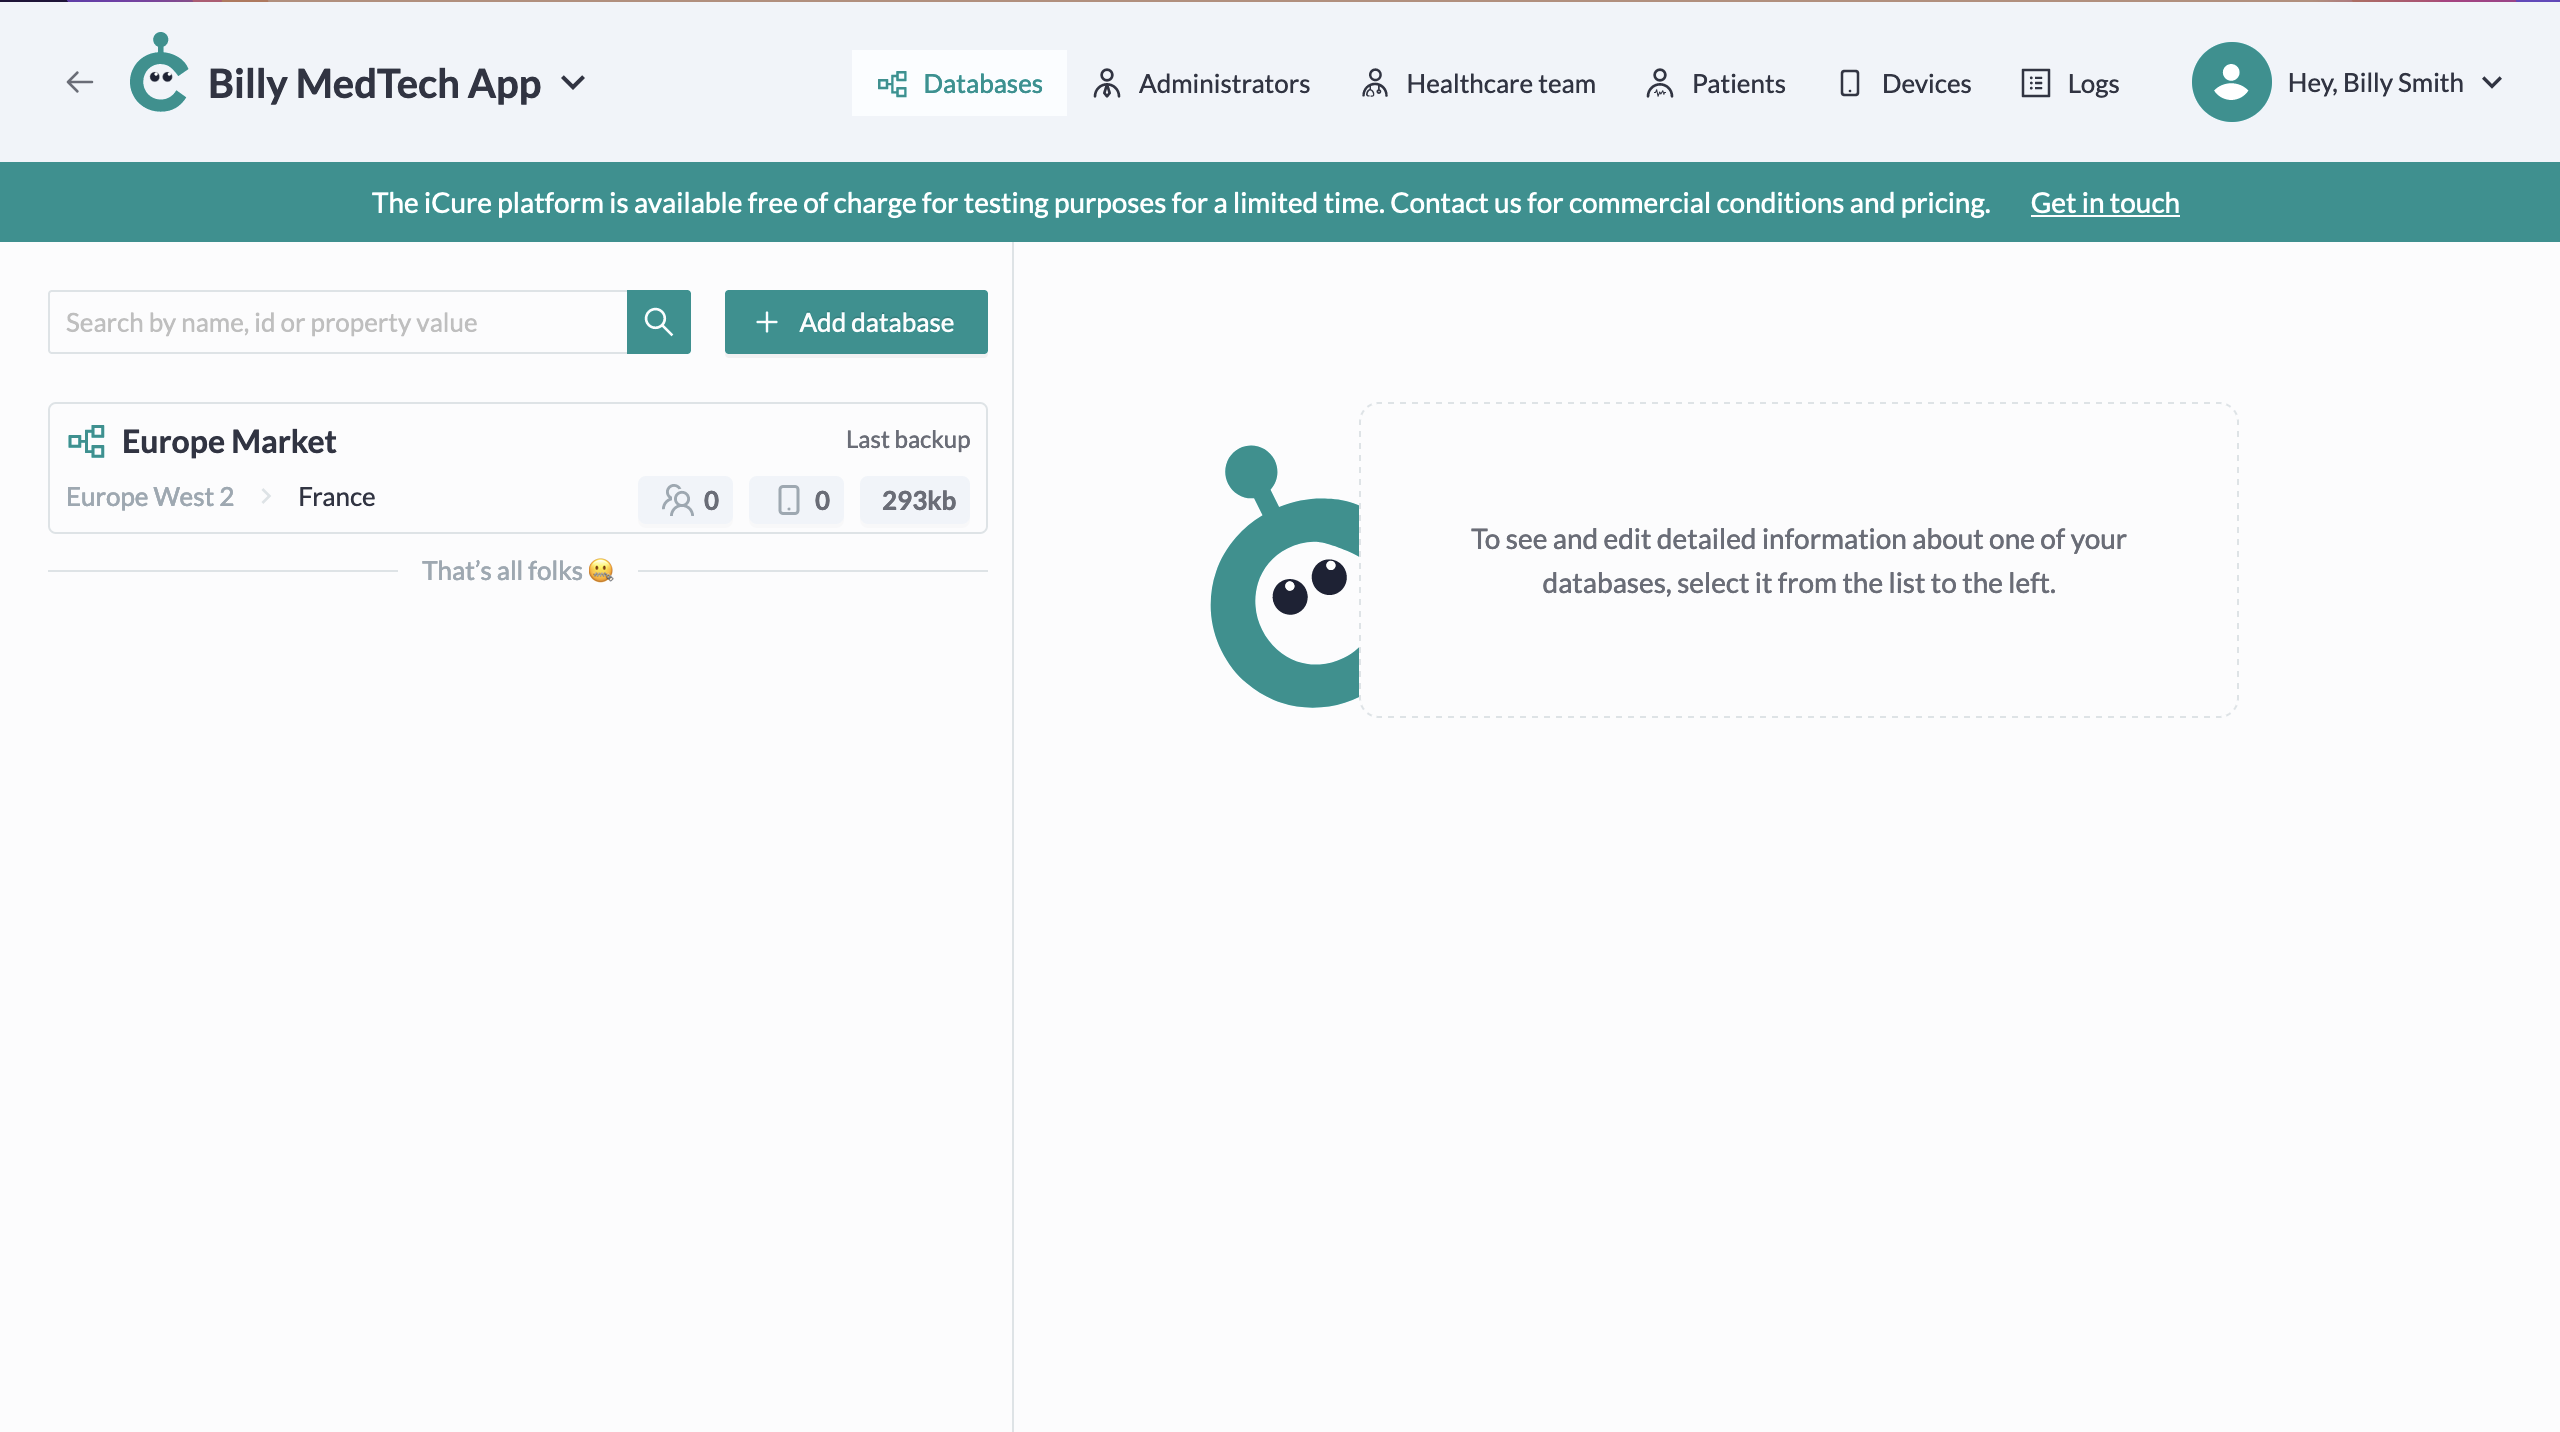 Billy MedTech App
Databases
Administrators
Healthcare team
Patients
Devices
Logs
Hey, Billy Smith
The iCure platform is available free of charge for testing purposes for a limited time. Contact us for commercial conditions and pricing. Get in touch
Search by name, id or property value
Add database
Europe Market
Last backup
Europe West 2 > France
0
0
293kb
That’s all folks 🤐
To see and edit detailed information about one of your
databases, select it from the list to the left.